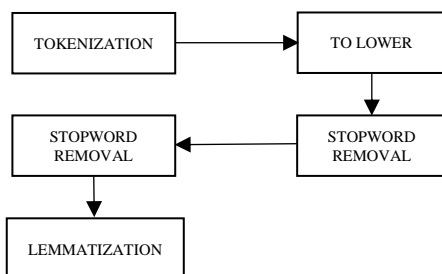 TOKENIZATION
TO LOWER
STOPWORD
REMOVAL
STOPWORD
REMOVAL
LEMMATIZATION